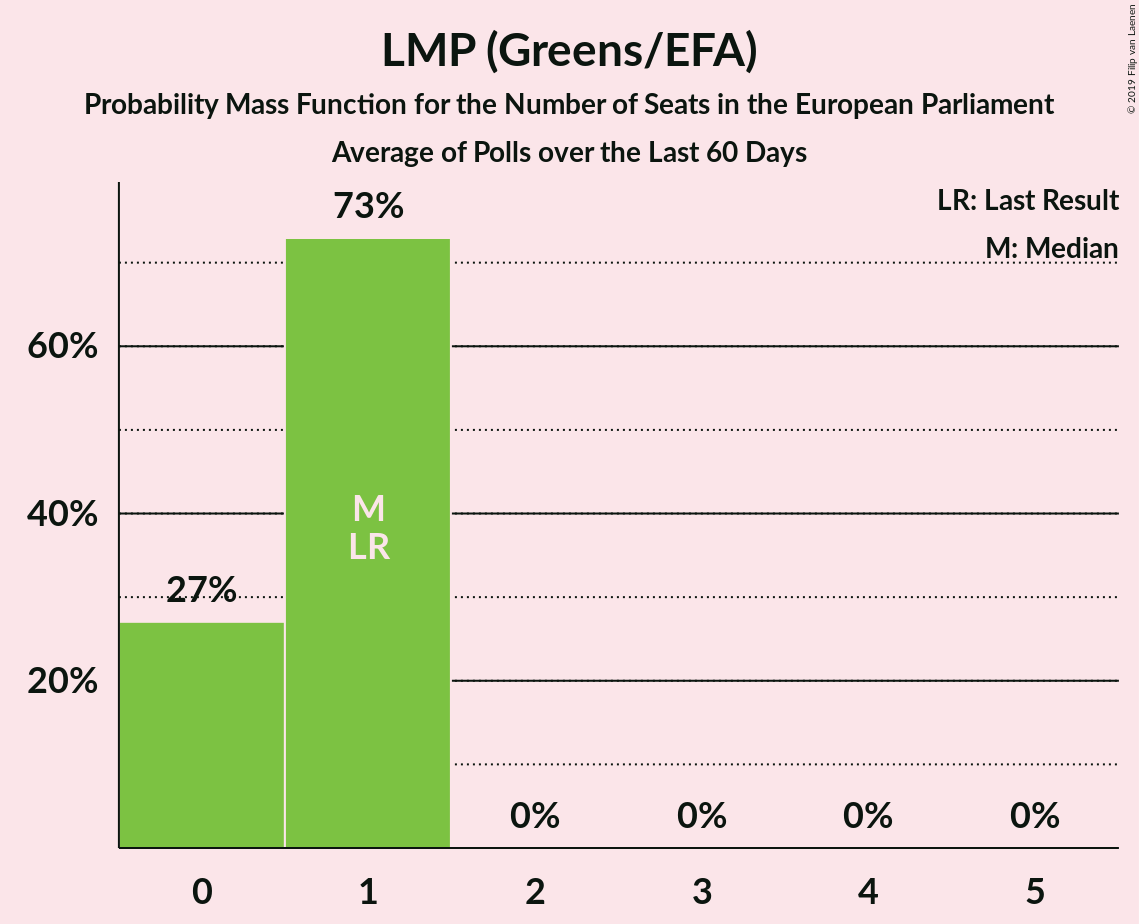 LMP (Greens/EFA)
Probability Mass Function for the Number of Seats in the European Parliament
Average of Polls over the Last 60 Days
© 2019 Filip van Laenen
LR: Last Result
M: Median
73%
60%
40%
20%
27%
M
LR
0%
0%
0%
0%
0
1
2
3
4
5